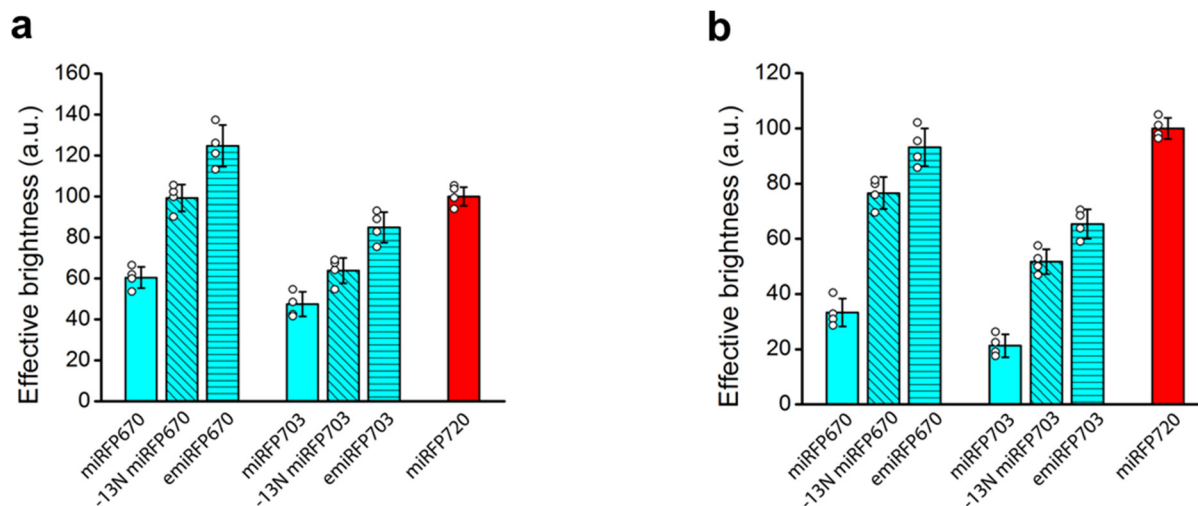 a
Effective brightness (a.u.)
160
140
120
100
80
60
40
20
0
miRFP670
-13N miRFP670
emiRFP670
miRFP703
-13N miRFP703
emiRFP703
miRFP720
b
Effective brightness (a.u.)
120
100
80
60
40
20
0
miRFP670
-13N miRFP670
emiRFP670
miRFP703
-13N miRFP703
emiRFP703
miRFP720